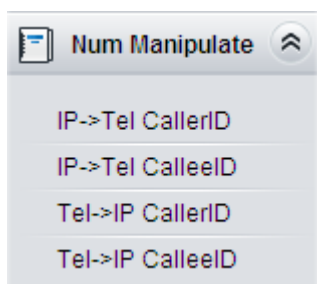 Num Manipulate
IP->Tel CallerID
IP->Tel CalleeID
Tel->IP CallerID
Tel->IP CalleeID